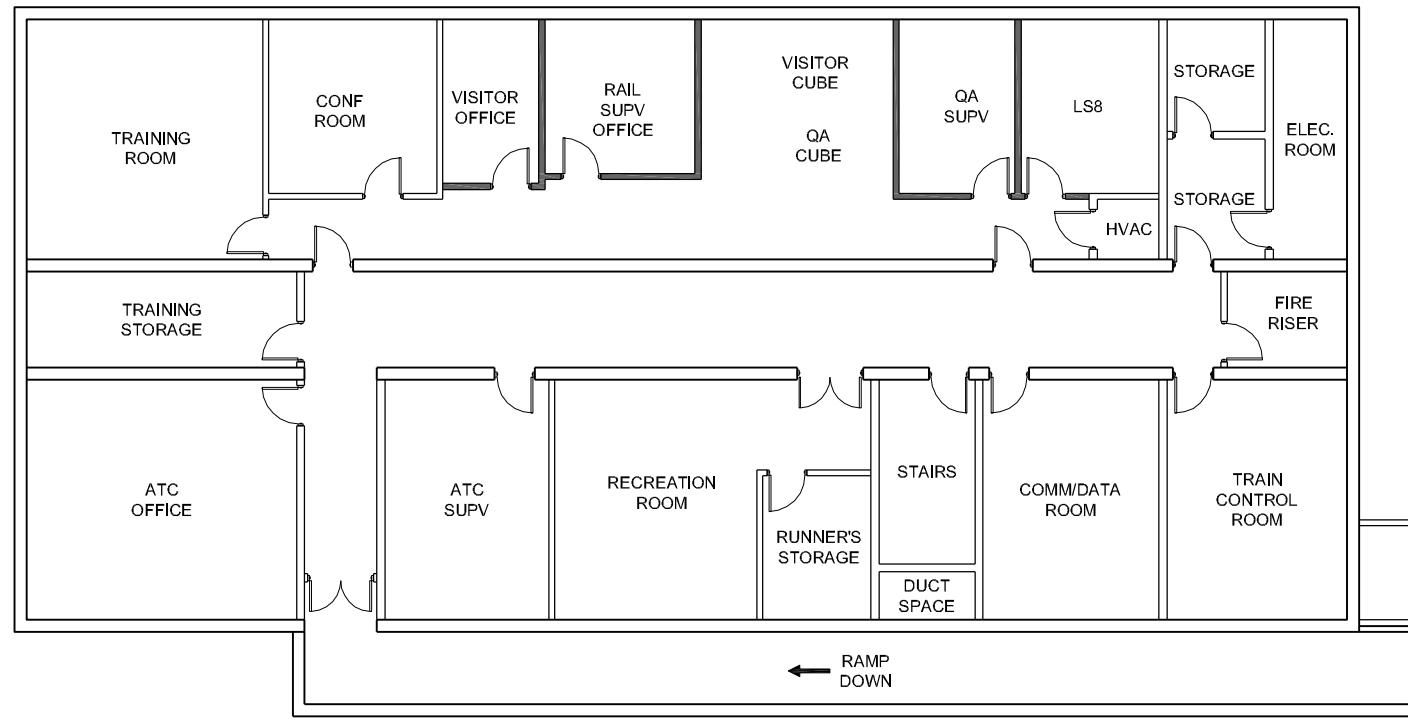 TRAINING
ROOM
CONF
ROOM
VISITOR
OFFICE
RAIL
SUPV
OFFICE
VISITOR
CUBE
QA
CUBE
QA
SUPV
LS8
STORAGE
ELEC.
ROOM
STORAGE
HVAC
TRAINING
STORAGE
FIRE
RISER
ATC
OFFICE
ATC
SUPV
RECREATION
ROOM
RUNNER'S
STORAGE
STAIRS
DUCT
SPACE
COMM/DATA
ROOM
TRAIN
CONTROL
ROOM
RAMP
DOWN